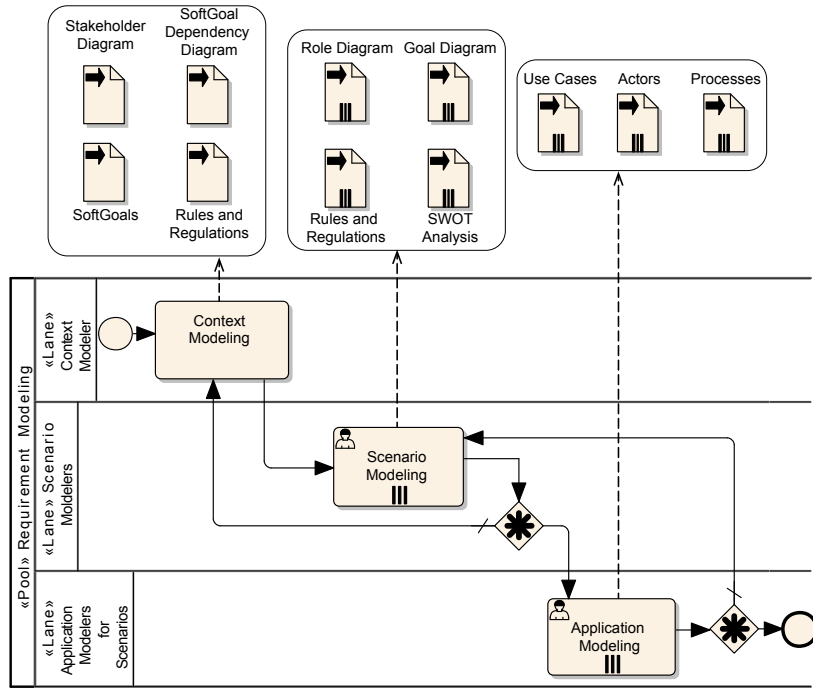 Stakeholder
Diagram
SoftGoal
Dependency
Diagram
SoftGoals
Rules and
Regulations
Role Diagram
Goal Diagram
Rules and
Regulations
SWOT
Analysis
Use Cases
Actors
Processes
«Pool» Requirement Modeling
«Lane»
Context
Modeler
Context
Modeling
«Lane» Scenario
Moldelers
Scenario
Modeling
«Lane»
Application
Modelers
for
Scenarios
Application
Modeling